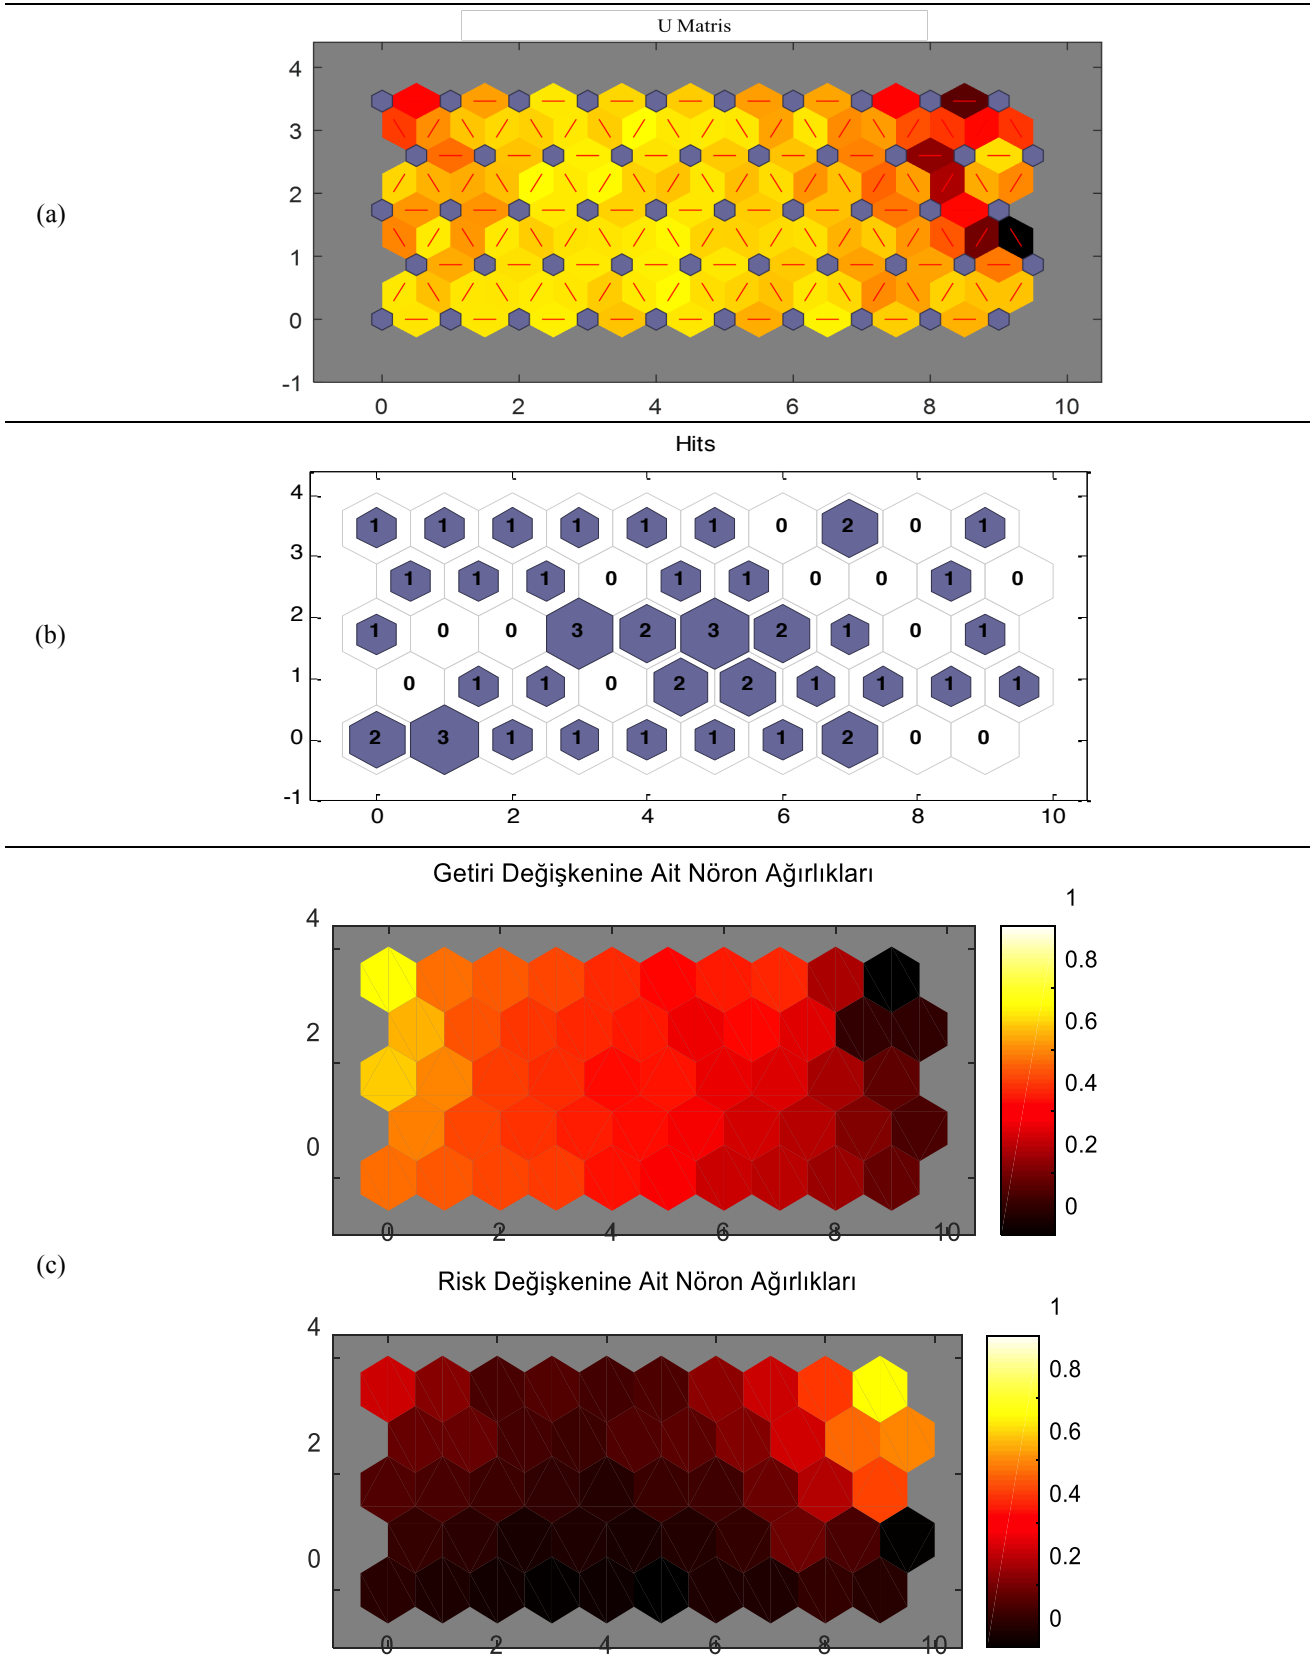 U Matris
4
3
2
1
0
-1
0 2 4 6 8 10
(a)
Hits
4
3
2
1
0
-1
1 1 1 1 1 1 0 2 0 1
1 1 1 0 1 1 0 0 1 0
1 0 0 3 2 3 2 1 0 1
0 1 1 0 2 2 1 1 1 1
2 3 1 1 1 1 1 2 0 0
0 2 4 6 8 10
(b)
Getiri Değişkenine Ait Nöron Ağırlıkları
4
2
0
0 2 4 6 8 10
1
0.8
0.6
0.4
0.2
0
(c)
Risk Değişkenine Ait Nöron Ağırlıkları
4
2
0
0 2 4 6 8 10
1
0.8
0.6
0.4
0.2
0